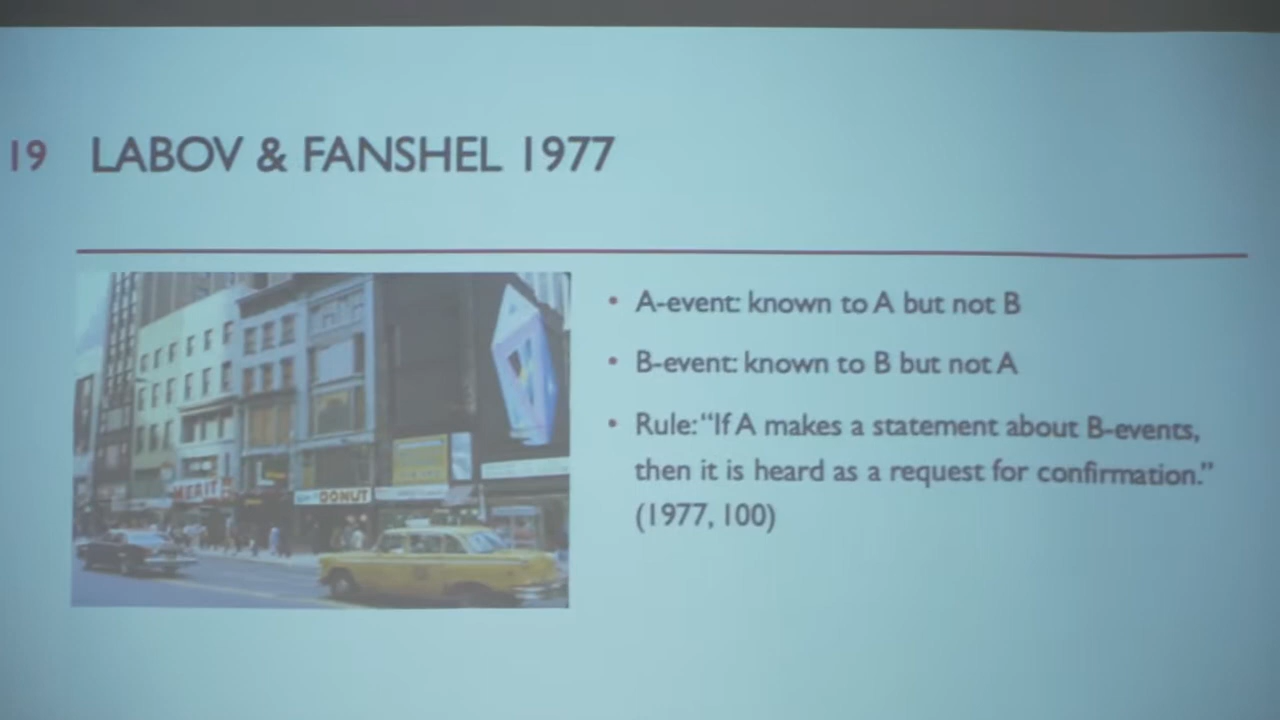 19 LABOV & FANSHEL 1977
• A-event: known to A but not B
• B-event: known to B but not A
• Rule: “If A makes a statement about B-events,
then it is heard as a request for confirmation.”
(1977, 100)
MERIT
DONUT